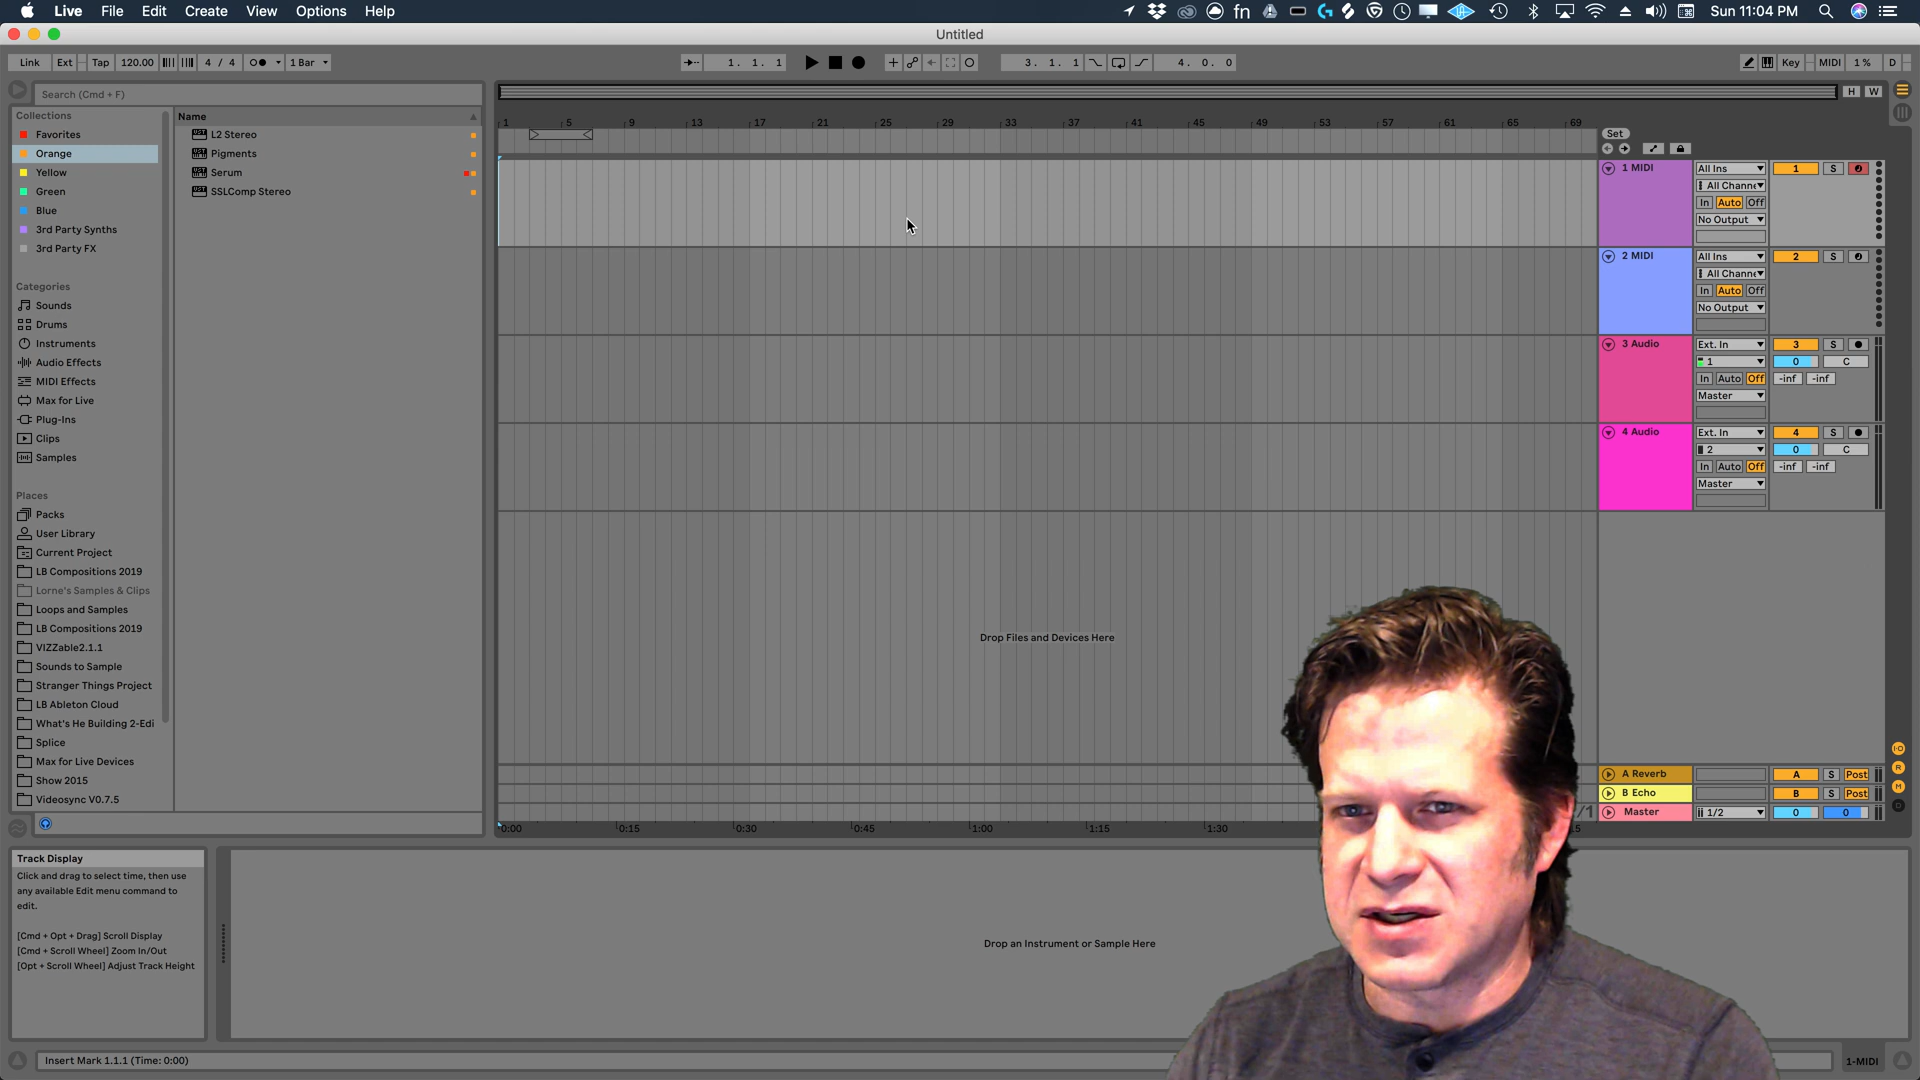 Live File Edit Create View Options Help
fn Sun 11:04 PM
Untitled
Link Ext Tap 120.00 4 / 4 1 Bar
1. 1. 1
3. 1. 1
4. 0. 0
Key MIDI 1 % D
Search (Cmd + F)
H W
Collections
Favorites
Orange
Yellow
Green
Blue
3rd Party Synths
3rd Party FX
Categories
Sounds
Drums
Instruments
Audio Effects
MIDI Effects
Max for Live
Plug-Ins
Clips
Samples
Places
Packs
User Library
Current Project
LB Compositions 2019
Lorne's Samples & Clips
Loops and Samples
LB Compositions 2019
VIZZable2.1.1
Sounds to Sample
Stranger Things Project
LB Ableton Cloud
What's He Building 2-Edi
Splice
Max for Live Devices
Show 2015
Videosync V0.7.5
Name
L2 Stereo
Pigments
Serum
SSLComp Stereo
1 5 9 13 17 21 25 29 33 37 41 45 49 53 57 61 65 69
Set
1 MIDI All Ins 1 S
All Channe
In Auto Off
No Output
2 MIDI All Ins 2 S
All Channe
In Auto Off
No Output
3 Audio Ext. In 3 S
1 0 C
In Auto Off -inf -inf
Master
4 Audio Ext. In 4 S
2 0 C
In Auto Off -inf -inf
Master
Drop Files and Devices Here
A Reverb A S Post
B Echo B S Post
/1 Master 1/2 0 0
0:00 0:15 0:30 0:45 1:00 1:15 1:30
Track Display
Click and drag to select time, then use
any available Edit menu command to
edit.
[Cmd + Opt + Drag] Scroll Display
[Cmd + Scroll Wheel] Zoom In/Out
[Opt + Scroll Wheel] Adjust Track Height
Drop an Instrument or Sample Here
Insert Mark 1.1.1 (Time: 0:00)
1-MIDI